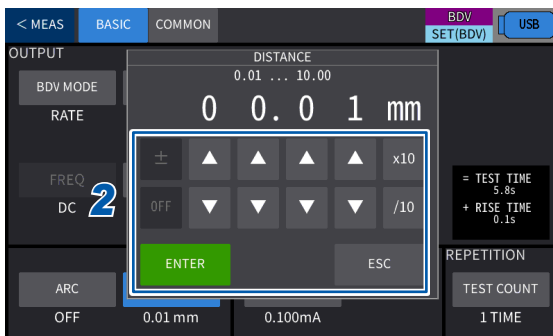 < MEAS BASIC COMMON BDV USB
SET(BDV)
OUTPUT
DISTANCE
0.01 ... 10.00
BDV MODE
RATE
0 0. 0 1 mm
± x10
FREQ
DC
2
OFF /10
= TEST TIME
5.8s
+ RISE TIME
0.1s
ENTER ESC
REPETITION
ARC TEST COUNT
OFF 0.01 mm 0.100mA 1 TIME